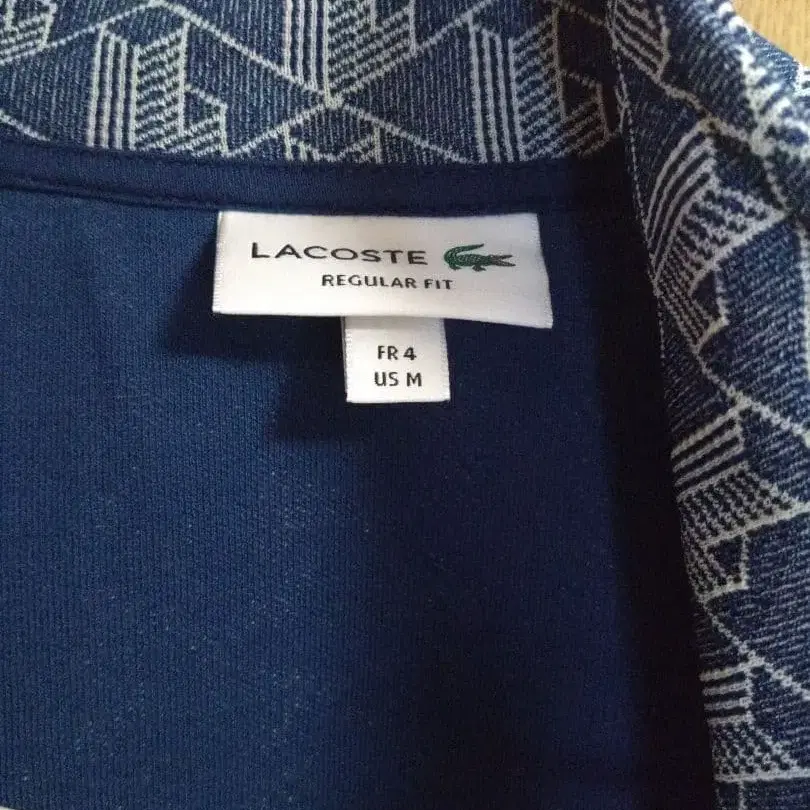 LACOSTE
REGULAR FIT
FR 4
US M